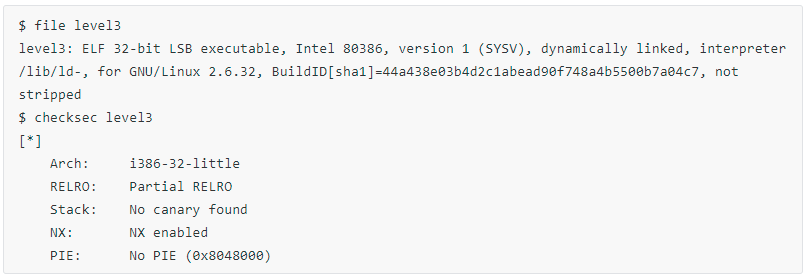 $ file level3
level3: ELF 32-bit LSB executable, Intel 80386, version 1 (SYSV), dynamically linked, interpreter
/lib/ld-, for GNU/Linux 2.6.32, BuildID[sha1]=44a438e03b4d2c1abead90f748a4b5500b7a04c7, not
stripped
$ checksec level3
[*]
    Arch:     i386-32-little
    RELRO:    Partial RELRO
    Stack:    No canary found
    NX:       NX enabled
    PIE:      No PIE (0x8048000)